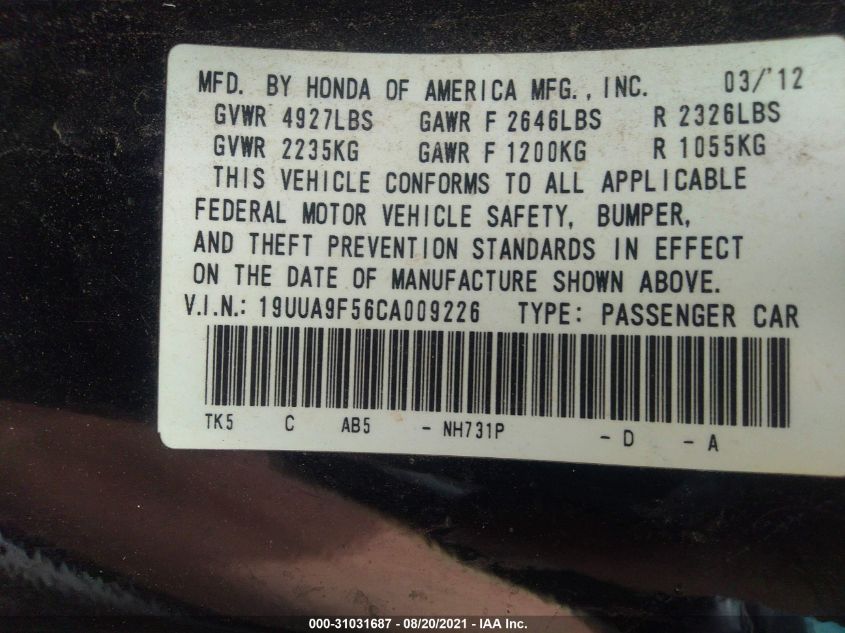 MFD. BY HONDA OF AMERICA MFG., INC. 03/'12
GVWR 4927LBS GAWR F 2646LBS R 2326LBS
GVWR 2235KG GAWR F 1200KG R 1055KG
THIS VEHICLE CONFORMS TO ALL APPLICABLE
FEDERAL MOTOR VEHICLE SAFETY, BUMPER,
AND THEFT PREVENTION STANDARDS IN EFFECT
ON THE DATE OF MANUFACTURE SHOWN ABOVE.
V.I.N.: 19UUA9F56CA009226 TYPE: PASSENGER CAR
TK5 C AB5 - NH731P - D - A
000-31031687 - 08/20/2021 - IAA Inc.